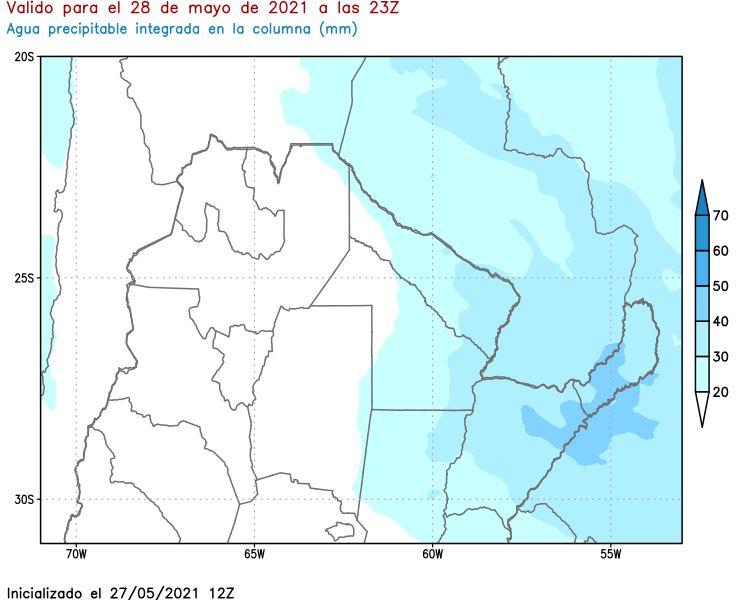 Valido para el 28 de mayo de 2021 a las 23Z
Agua precipitable integrada en la columna (mm)
20S
25S
30S
70W
65W
60W
55W
70
60
50
40
30
20
Inicializado el 27/05/2021 12Z